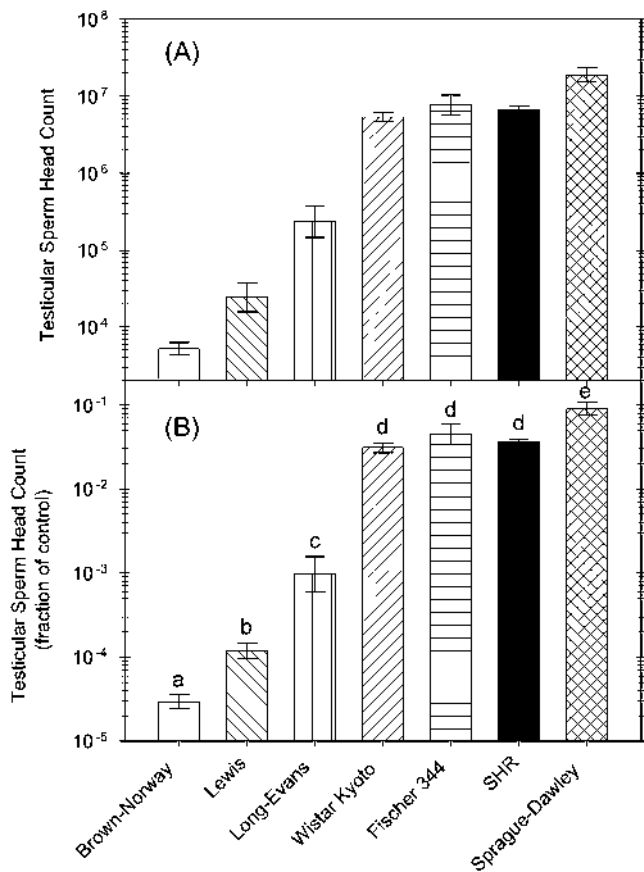 (A)
Testicular Sperm Head Count
10^8
10^7
10^6
10^5
10^4
(B)
Testicular Sperm Head Count
(fraction of control)
10^-1
10^-2
10^-3
10^-4
10^-5
a
b
c
d
d
d
e
Brown-Norway
Lewis
Long-Evans
Wistar Kyoto
Fischer 344
SHR
Sprague-Dawley